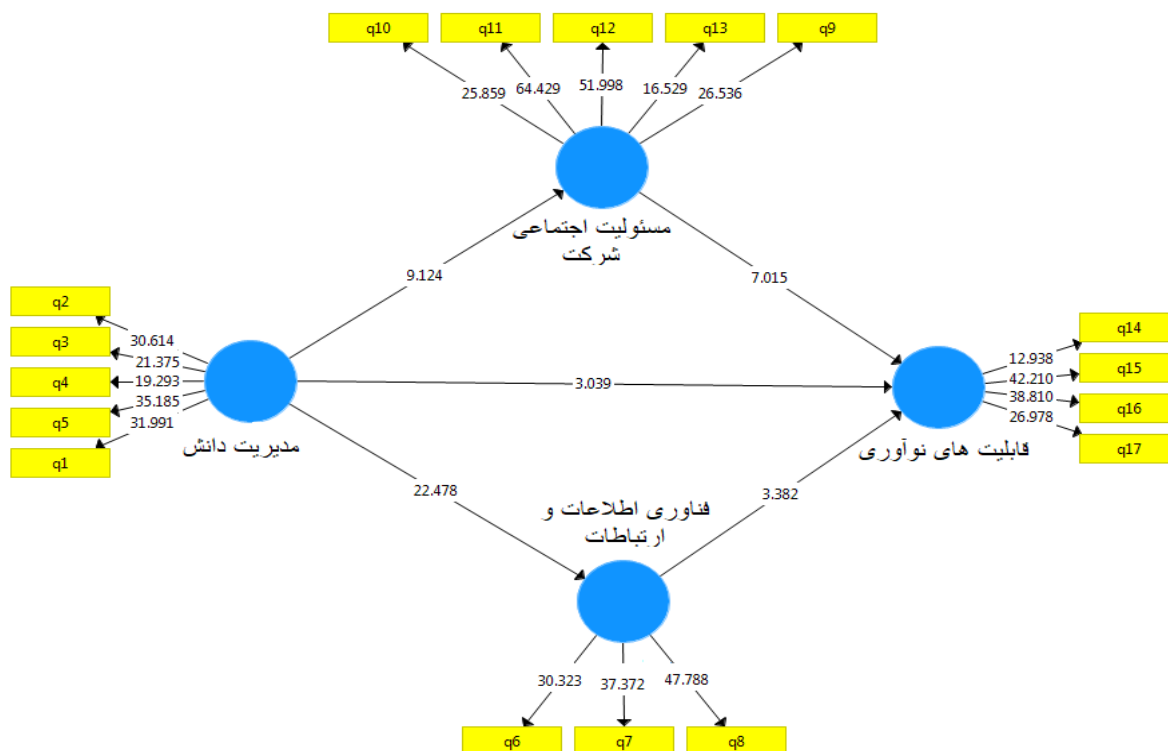 q10
q11
q12
q13
q9
25.859
64.429
51.998
16.529
26.536
مسئولیت اجتماعی
شرکت
9.124
7.015
q2
q3
q4
q5
q1
30.614
21.375
19.293
35.185
31.991
مدیریت دانش
3.039
q14
q15
q16
q17
12.938
42.210
38.810
26.978
قابلیت های نوآوری
22.478
3.382
فناوری اطلاعات و
ارتباطات
30.323
37.372
47.788
q6
q7
q8